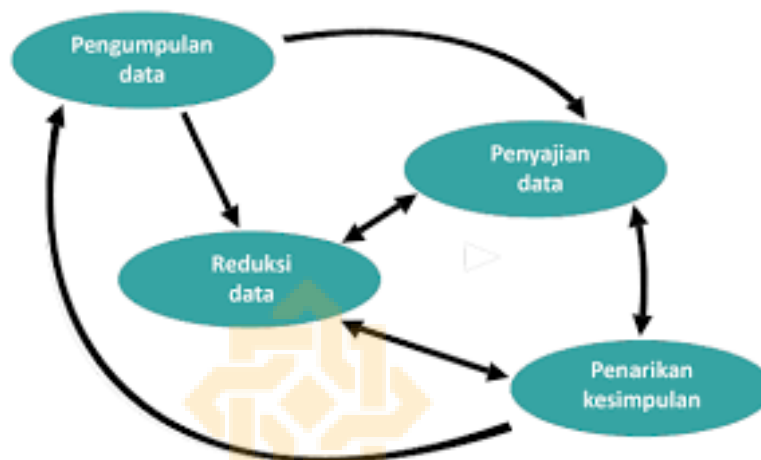 Pengumpulan
data
Penyajian
data
Reduksi
data
Penarikan
kesimpulan